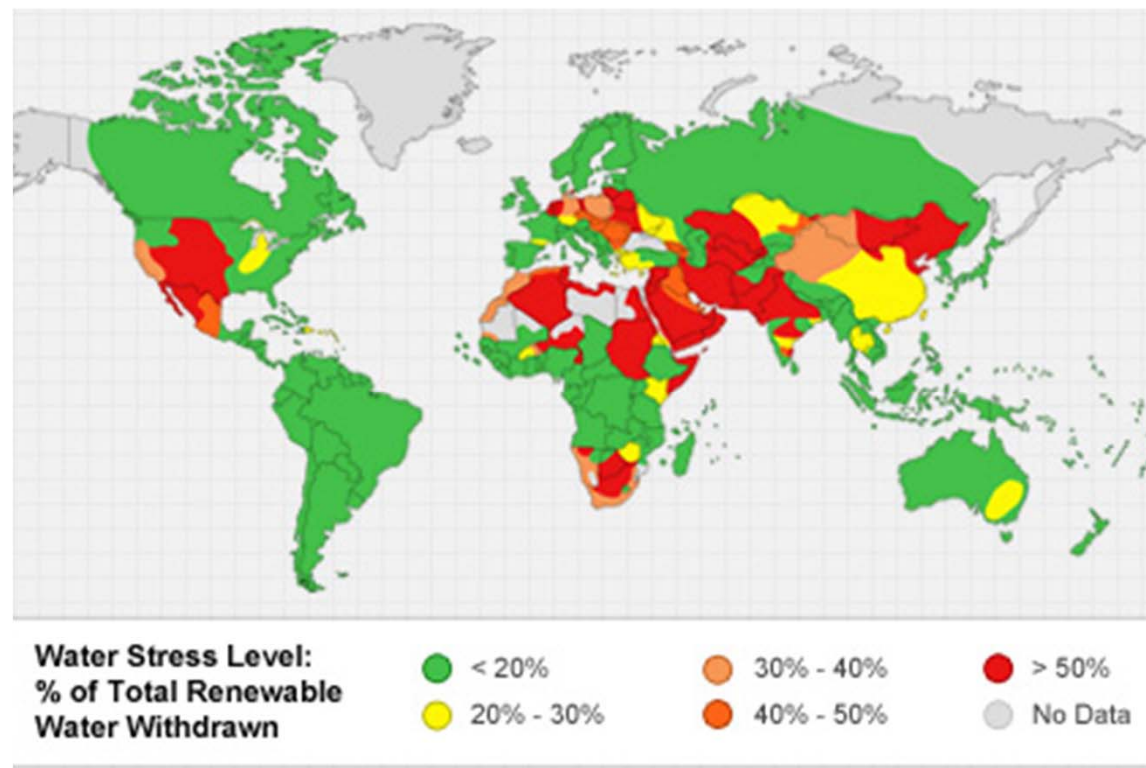 Water Stress Level:
% of Total Renewable
Water Withdrawn
< 20%
20% - 30%
30% - 40%
40% - 50%
> 50%
No Data